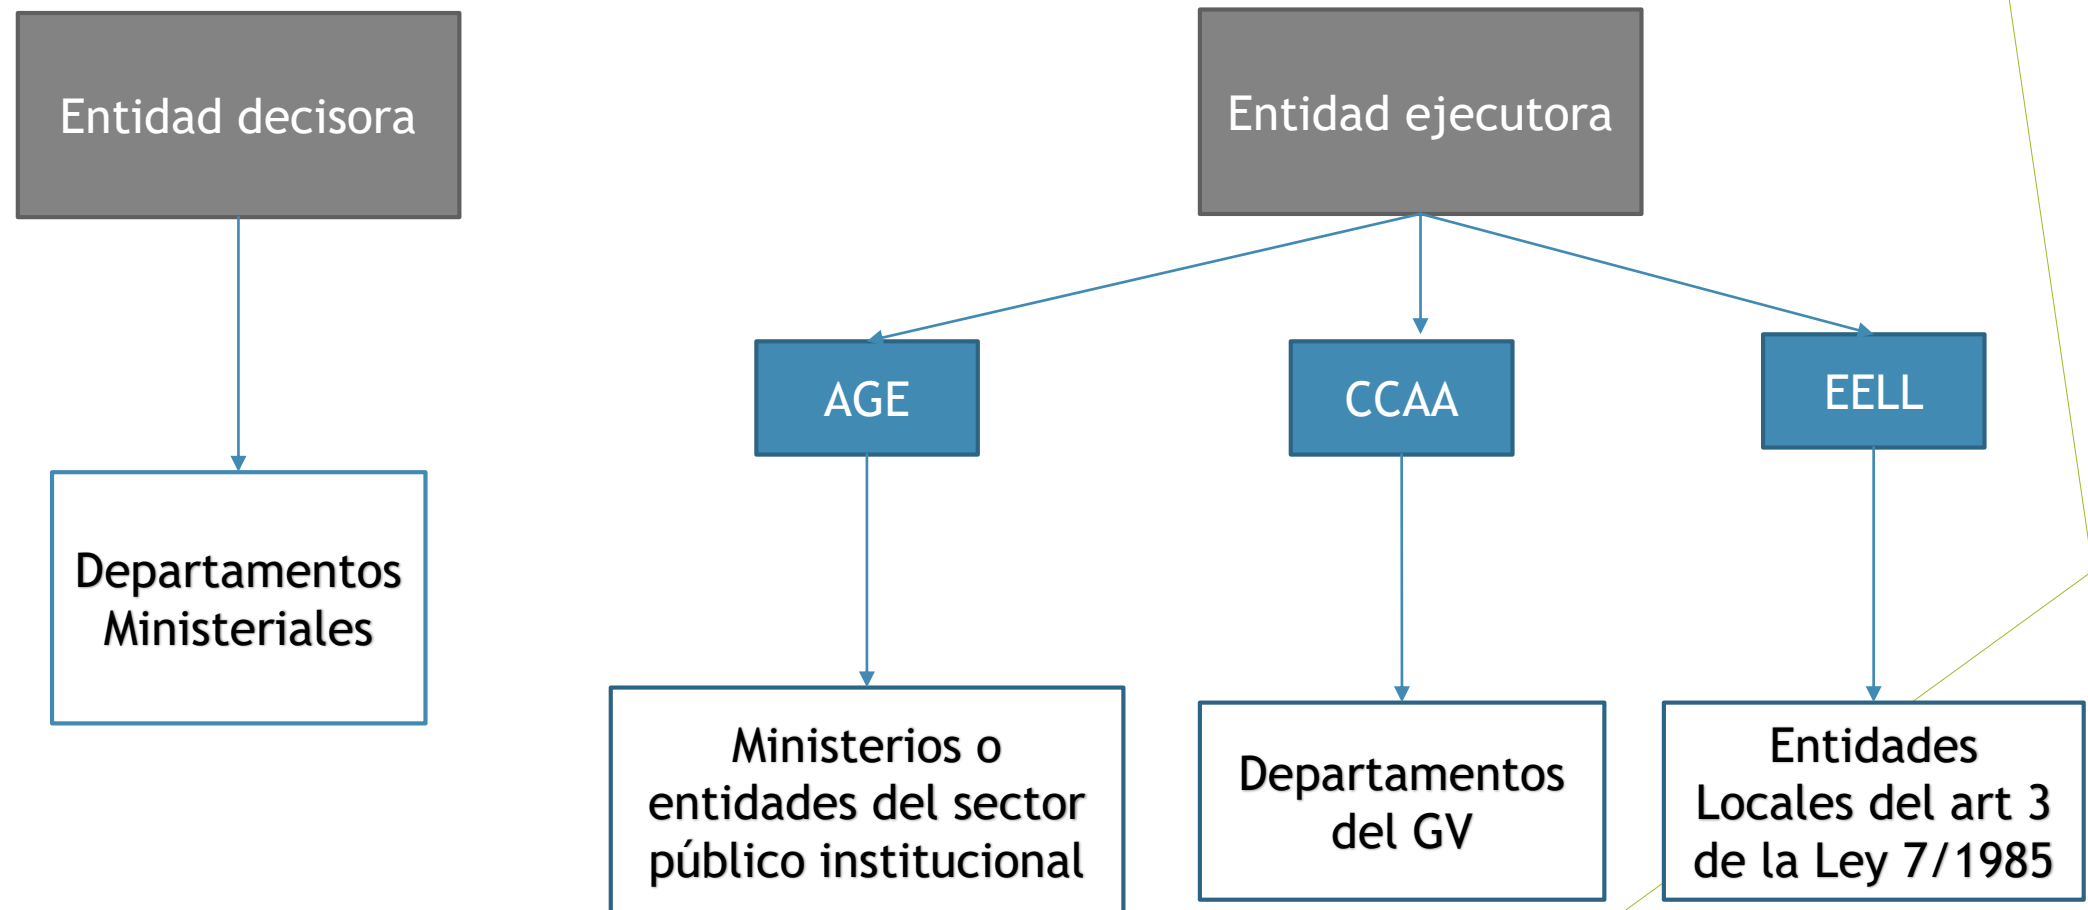 Entidad decisora
Departamentos
Ministeriales
Entidad ejecutora
AGE
CCAA
EELL
Ministerios o
entidades del sector
público institucional
Departamentos
del GV
Entidades
Locales del art 3
de la Ley 7/1985